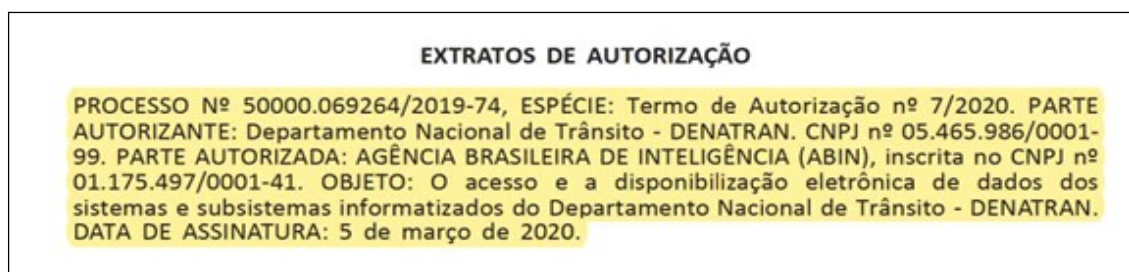 EXTRATOS DE AUTORIZAÇÃO
PROCESSO Nº 50000.069264/2019-74, ESPÉCIE: Termo de Autorização nº 7/2020. PARTE
AUTORIZANTE: Departamento Nacional de Trânsito - DENATRAN. CNPJ nº 05.465.986/0001-
99. PARTE AUTORIZADA: AGÊNCIA BRASILEIRA DE INTELIGÊNCIA (ABIN), inscrita no CNPJ nº
01.175.497/0001-41. OBJETO: O acesso e a disponibilização eletrônica de dados dos
sistemas e subsistemas informatizados do Departamento Nacional de Trânsito - DENATRAN.
DATA DE ASSINATURA: 5 de março de 2020.